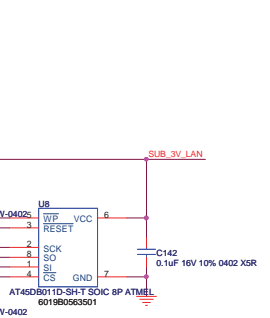 SUB_3V_LAN
U8
W-0402
5 WP VCC 6
3 RESET
2 SCK
8 SO
1 SI
4 CS GND 7
C142
0.1uF 16V 10% 0402 X5R
AT45DB011D-SH-T SOIC 8P ATMEL
6019B0563501
W-0402